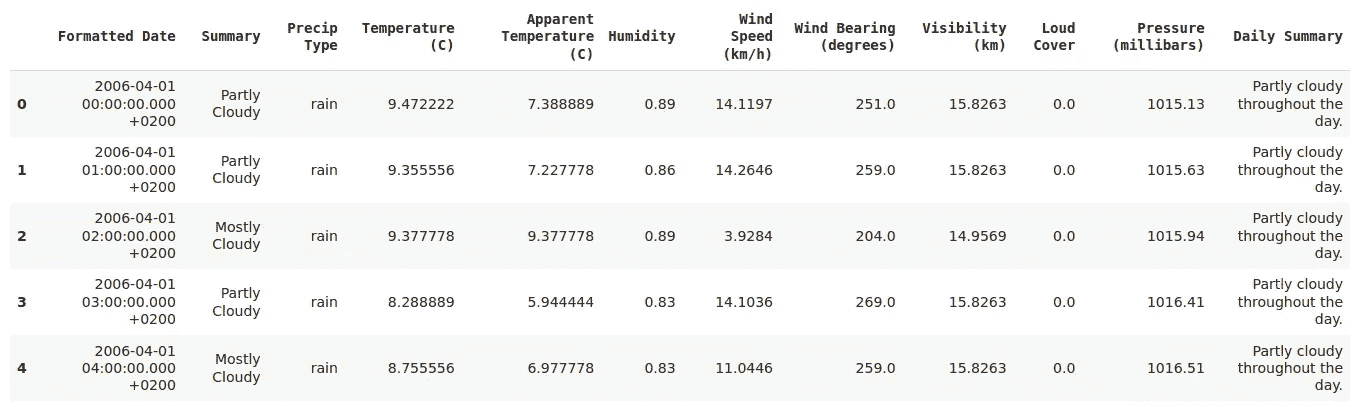 Formatted Date Summary Precip Type Temperature (C) Apparent Temperature (C) Humidity Wind Speed (km/h) Wind Bearing (degrees) Visibility (km) Loud Cover Pressure (millibars) Daily Summary
0 2006-04-01 00:00:00.000 +0200 Partly Cloudy rain 9.472222 7.388889 0.89 14.1197 251.0 15.8263 0.0 1015.13 Partly cloudy throughout the day.
1 2006-04-01 01:00:00.000 +0200 Partly Cloudy rain 9.355556 7.227778 0.86 14.2646 259.0 15.8263 0.0 1015.63 Partly cloudy throughout the day.
2 2006-04-01 02:00:00.000 +0200 Mostly Cloudy rain 9.377778 9.377778 0.89 3.9284 204.0 14.9569 0.0 1015.94 Partly cloudy throughout the day.
3 2006-04-01 03:00:00.000 +0200 Partly Cloudy rain 8.288889 5.944444 0.83 14.1036 269.0 15.8263 0.0 1016.41 Partly cloudy throughout the day.
4 2006-04-01 04:00:00.000 +0200 Mostly Cloudy rain 8.755556 6.977778 0.83 11.0446 259.0 15.8263 0.0 1016.51 Partly cloudy throughout the day.